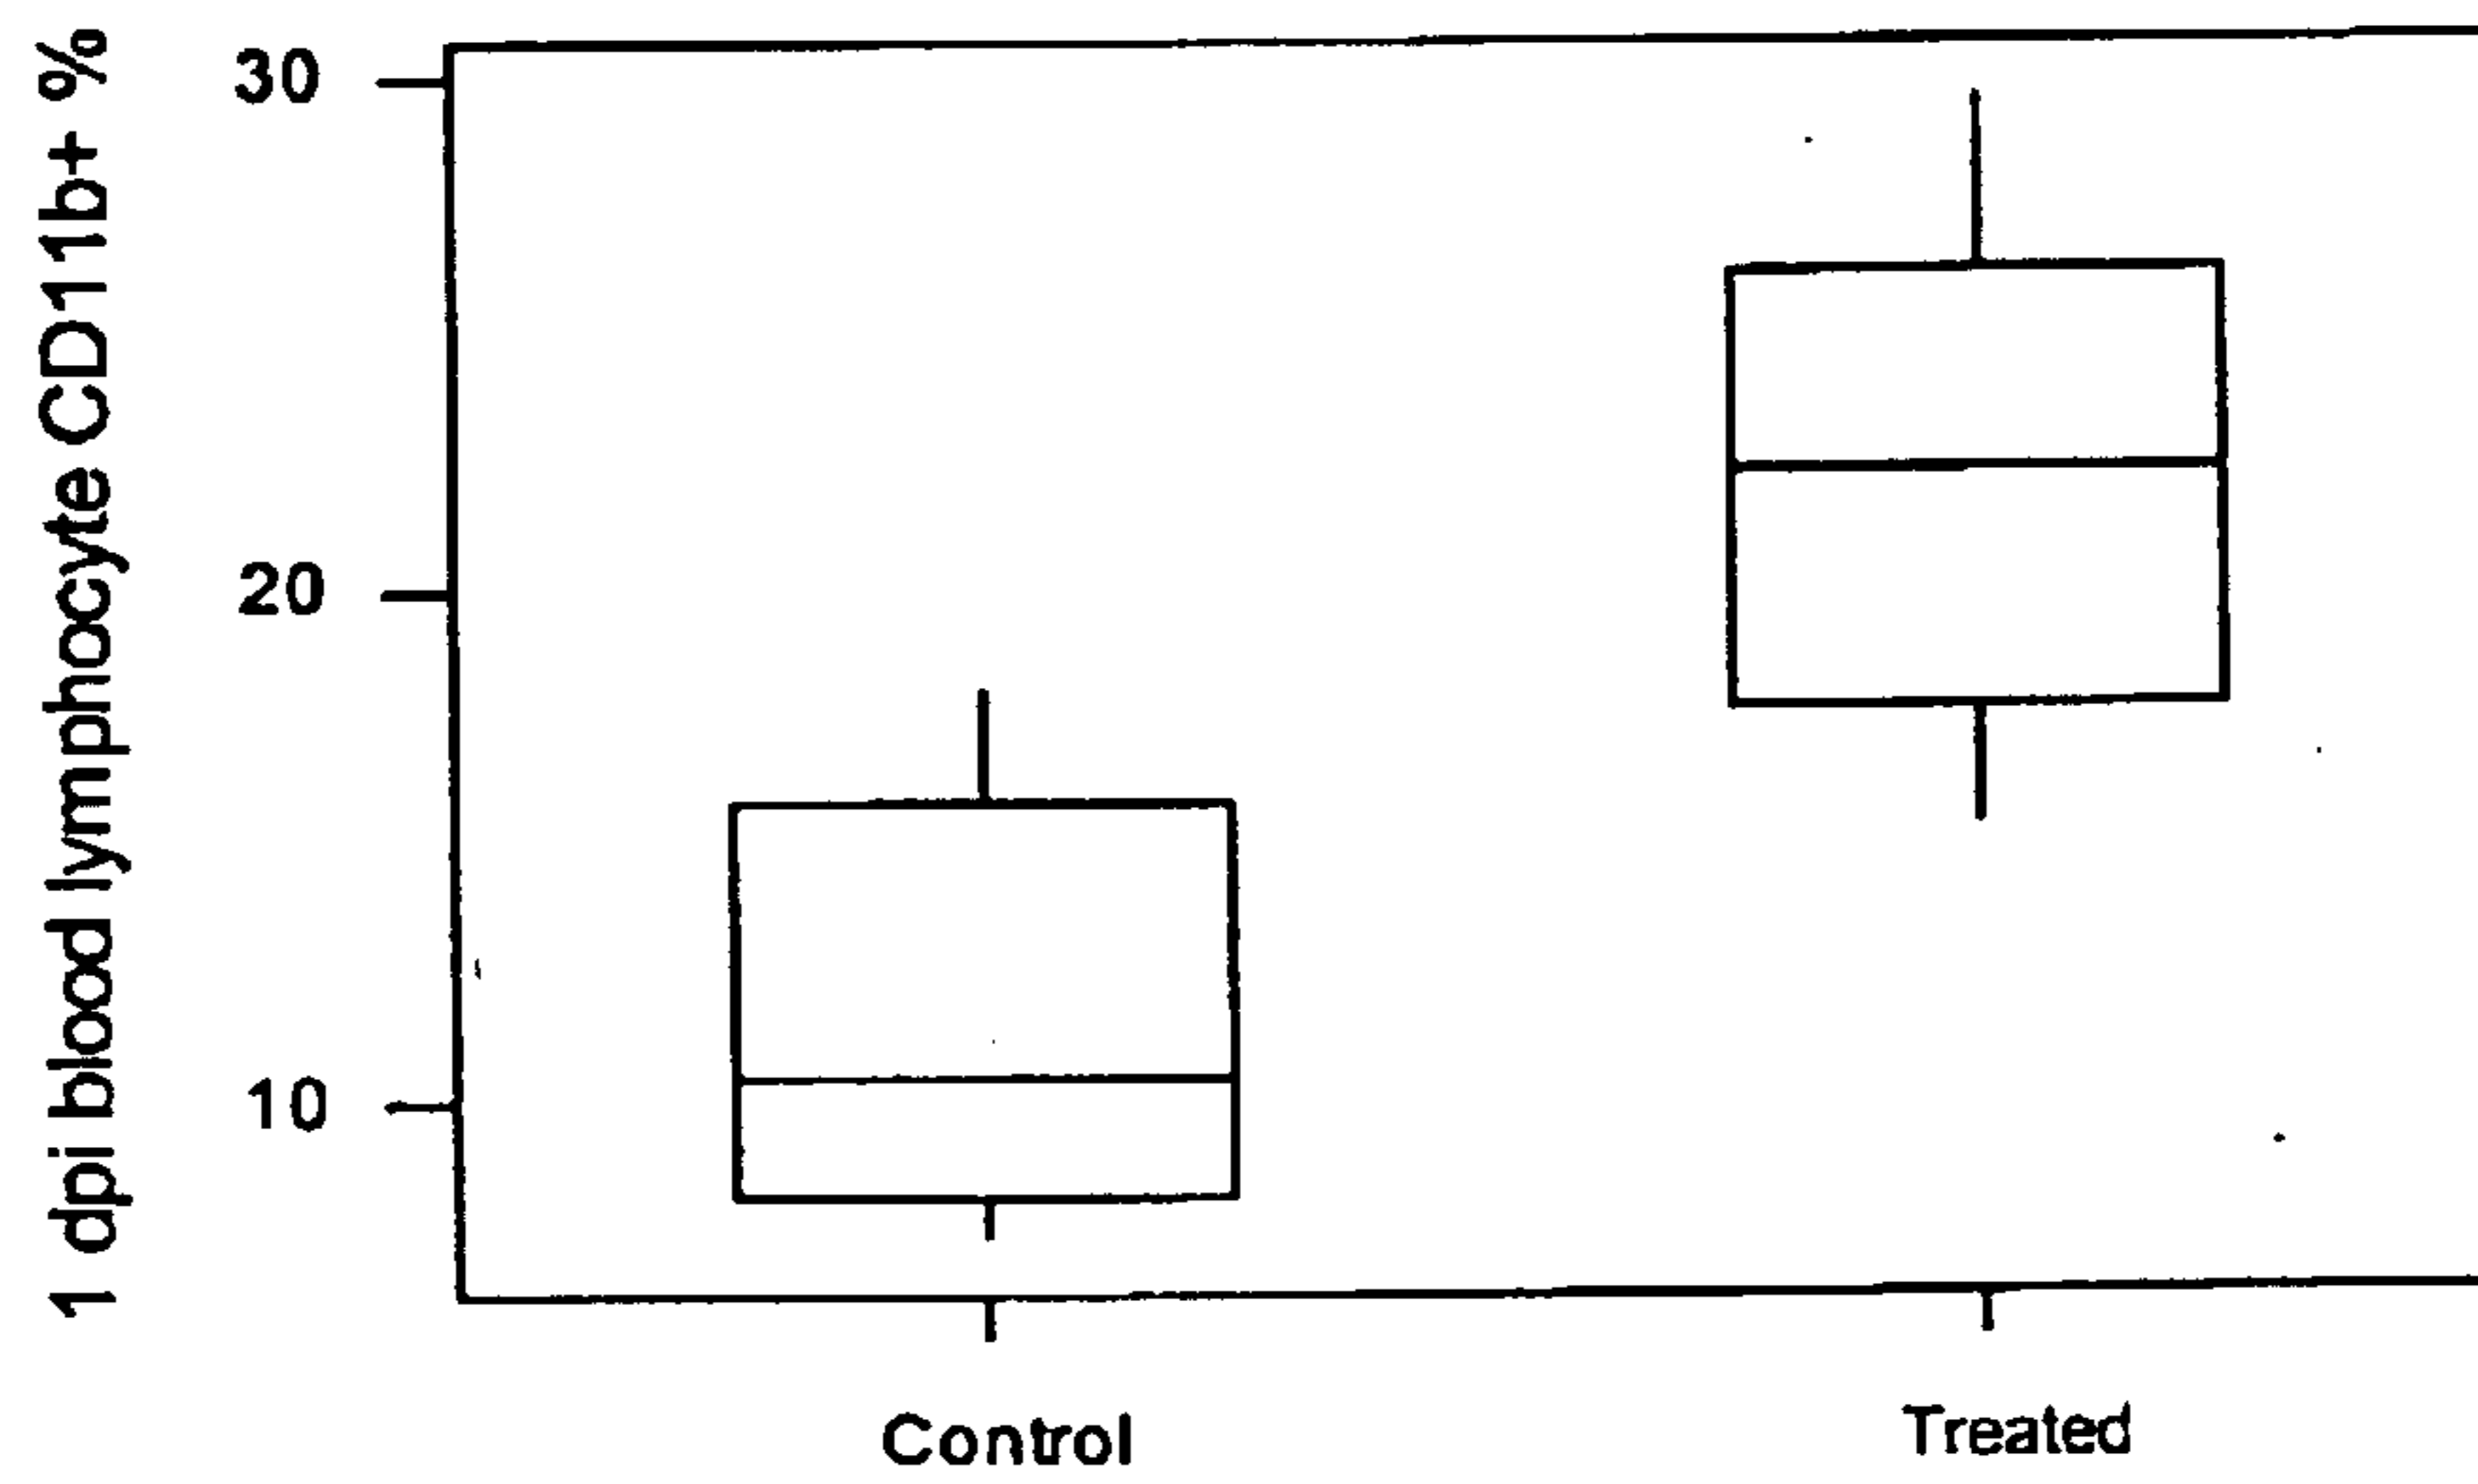 1 dpi blood lymphocyte CD11b+ %
30
20
10
Control
Treated